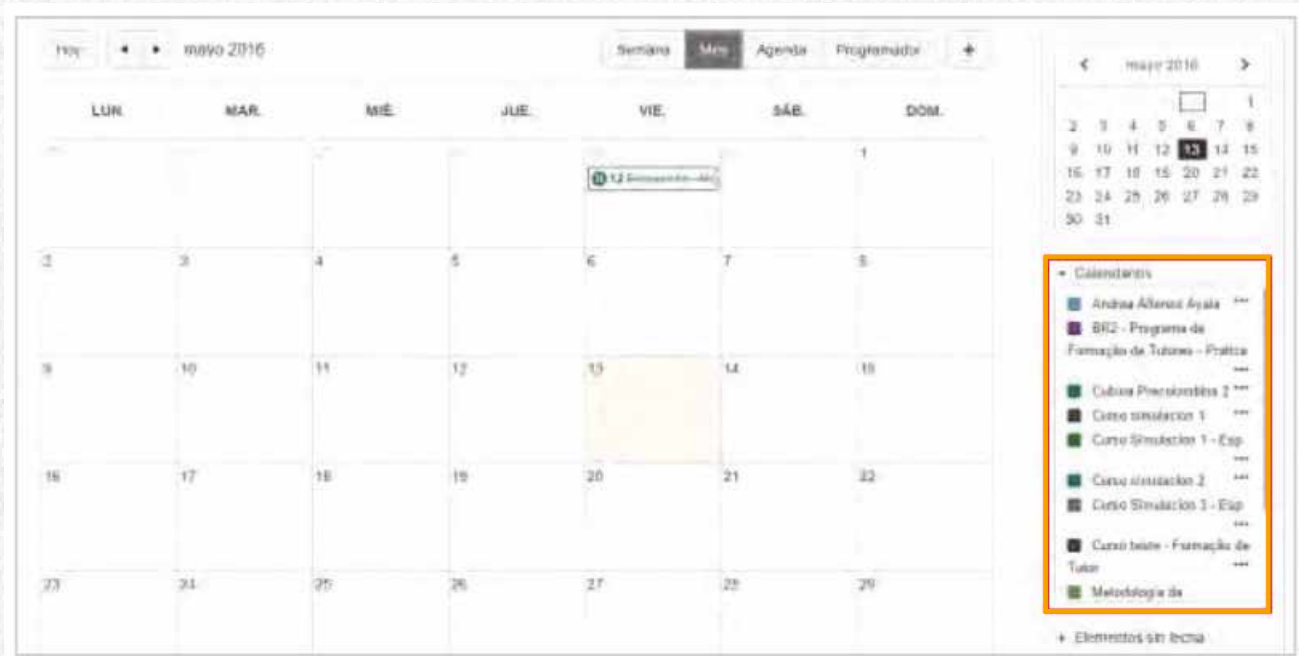 Hoy ◂ ▸ mayo 2016 Semana Mes Agenda Programador +
LUN. MAR. MIÉ. JUE. VIE. SÁB. DOM.
1
12
2 3 4 5 6 7 8
9 10 11 12 13 14 15
16 17 18 19 20 21 22
23 24 25 26 27 28 29
< mayo 2016 >
1
2 3 4 5 6 7 8
9 10 11 12 13 14 15
16 17 18 19 20 21 22
23 24 25 26 27 28 29
30 31
Calendarios
Andrea Ayala
BR2 - Programa de
Formação de Tutores - Prática
Cultura Precolombina 2
Curso simulacion 1
Curso Simulacion 1 - Esp
Curso simulacion 2
Curso Simulacion 3 - Esp
Curso teste - Formação de
Tutor
Metodologia de
+ Elementos sin fecha